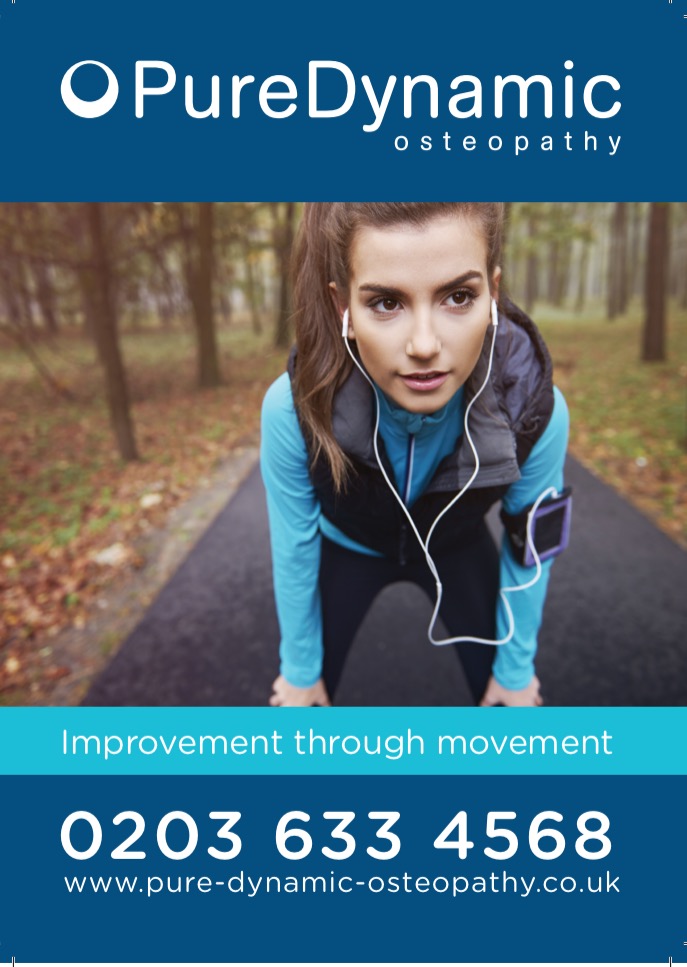 PureDynamic
osteopathy
Improvement through movement
0203 633 4568
www.pure-dynamic-osteopathy.co.uk